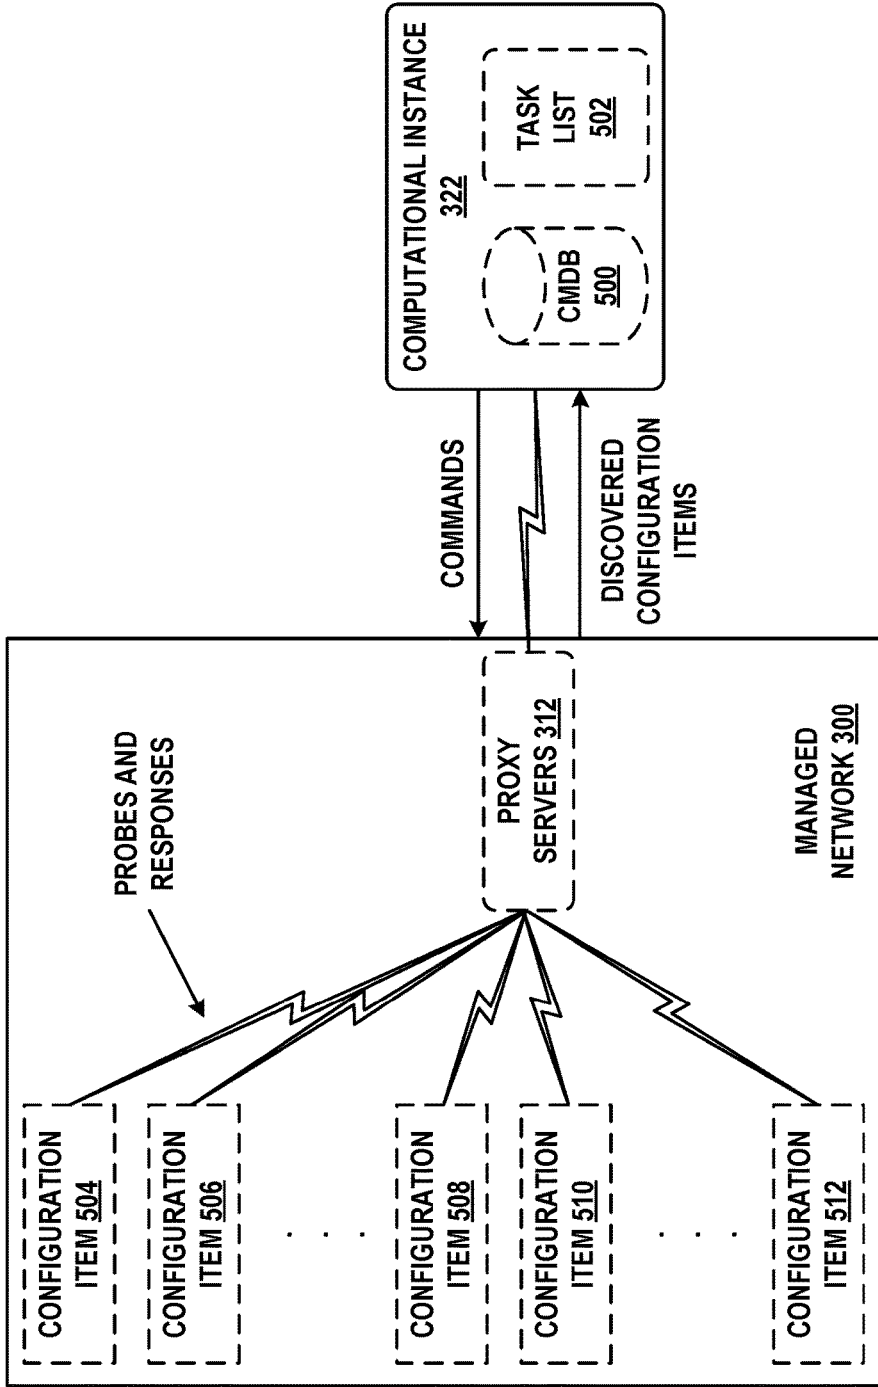 COMPUTATIONAL INSTANCE
322
CMDB
500
TASK
LIST
502
COMMANDS
DISCOVERED
CONFIGURATION
ITEMS
PROBES AND
RESPONSES
PROXY
SERVERS 312
MANAGED
NETWORK 300
CONFIGURATION
ITEM 504
CONFIGURATION
ITEM 506
. . .
CONFIGURATION
ITEM 508
CONFIGURATION
ITEM 510
. . .
CONFIGURATION
ITEM 512